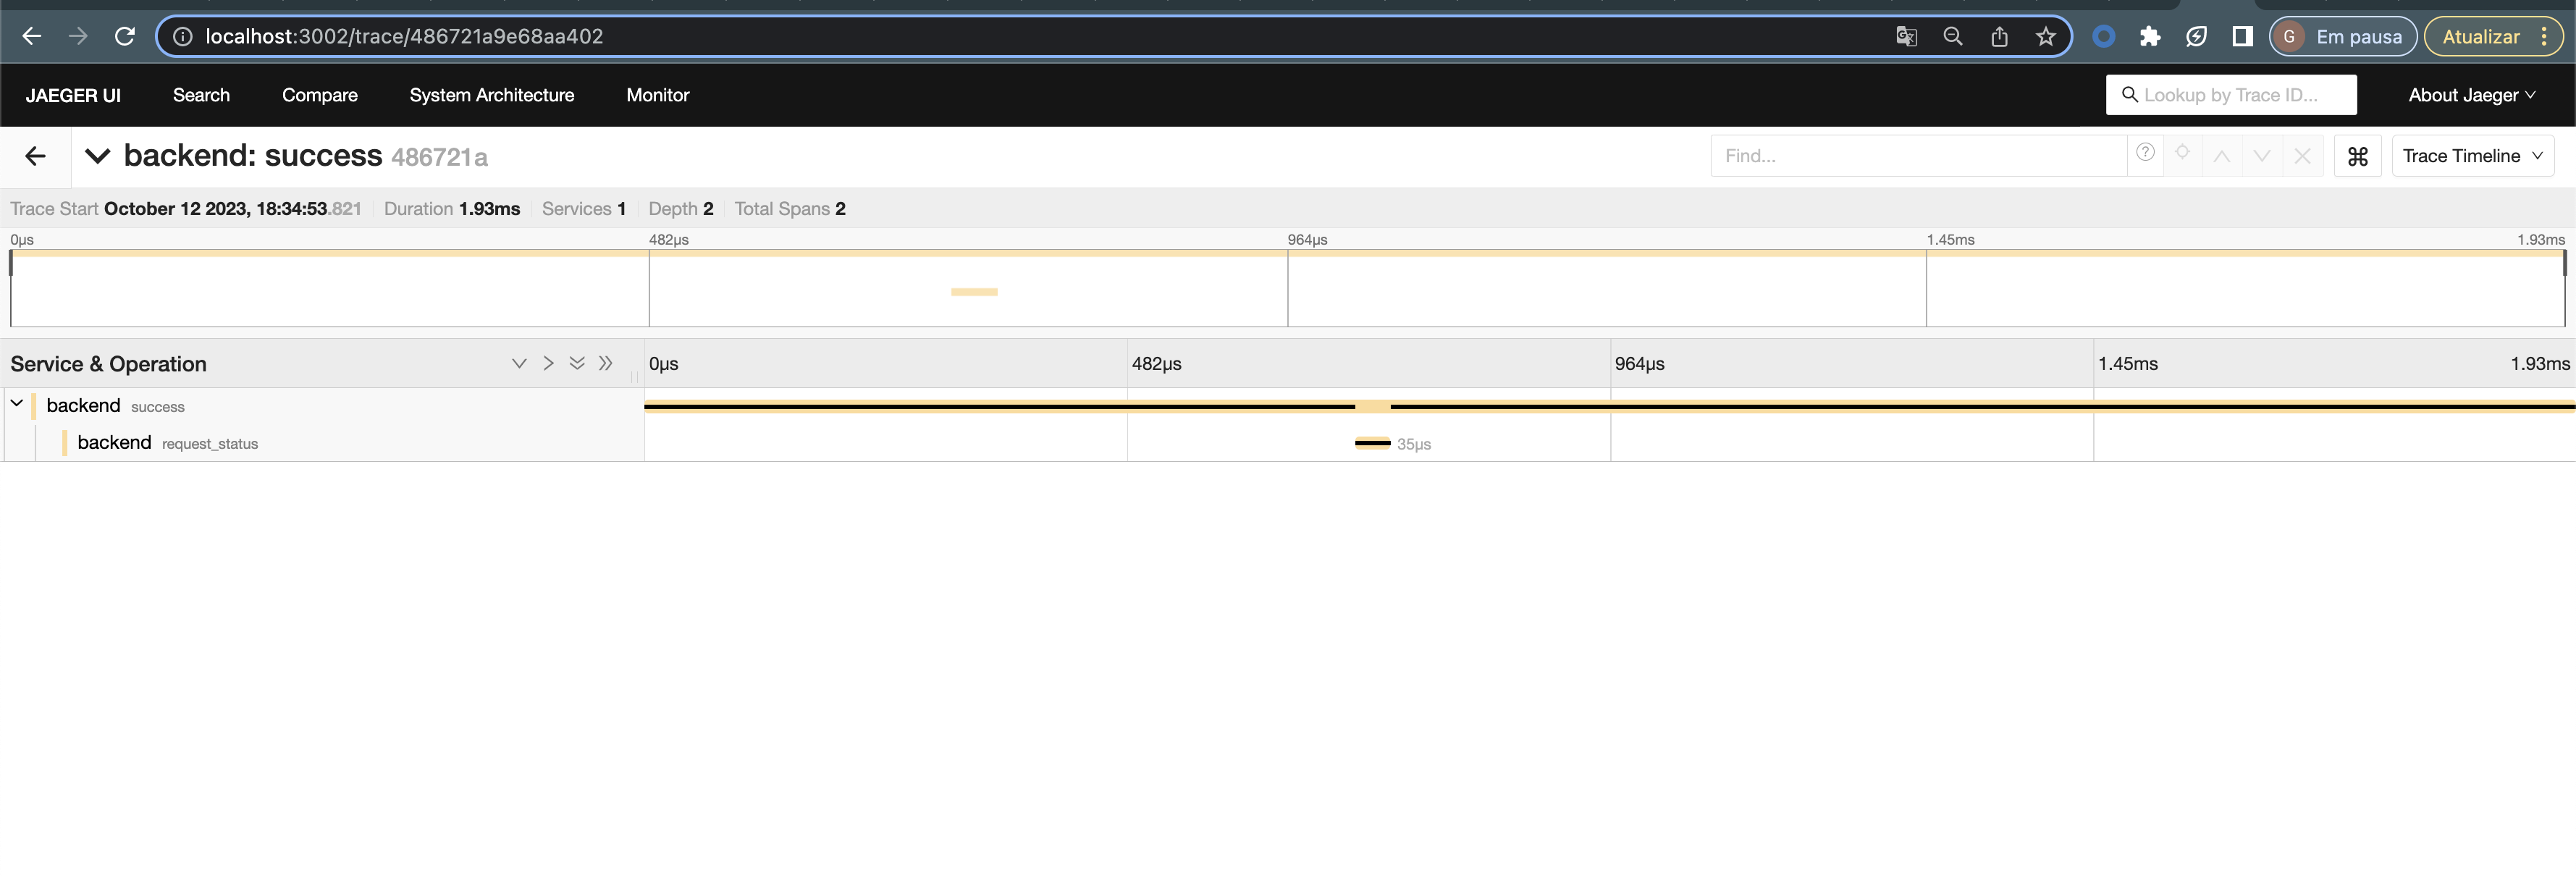 localhost:3002/trace/486721a9e68aa402
G Em pausa
Atualizar
JAEGER UI Search Compare System Architecture Monitor Lookup by Trace ID... About Jaeger
backend: success 486721a Find... Trace Timeline
Trace Start October 12 2023, 18:34:53.821 Duration 1.93ms Services 1 Depth 2 Total Spans 2
0μs 482μs 964μs 1.45ms 1.93ms
Service & Operation 0μs 482μs 964μs 1.45ms 1.93ms
backend success
backend request_status 35μs